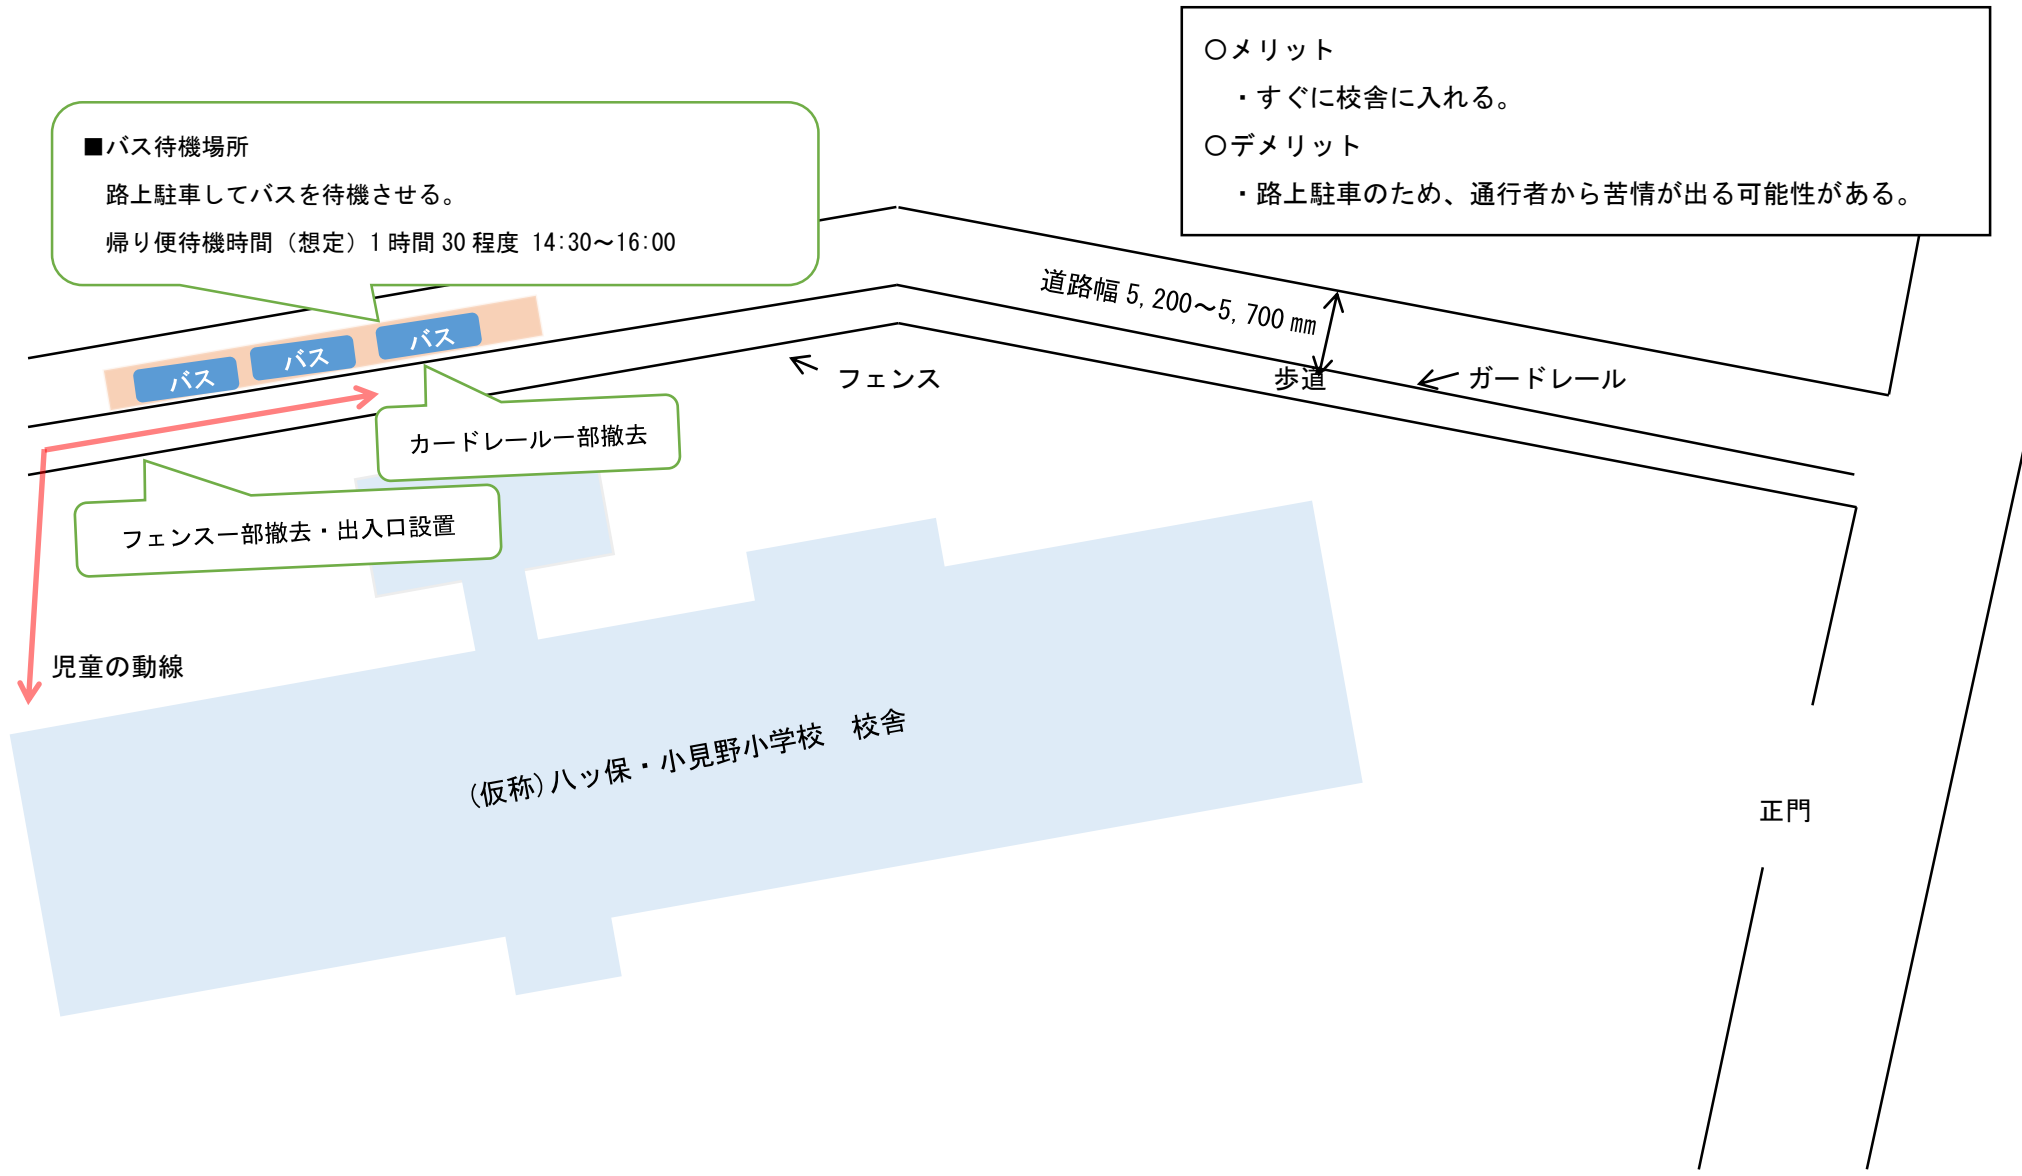 〇メリット
・すぐに校舎に入れる。
〇デメリット
・路上駐車のため、通行者から苦情が出る可能性がある。
■バス待機場所
路上駐車してバスを待機させる。
帰り便待機時間（想定）1時間30程度 14:30～16:00
道路幅 5,200～5,700㎜
バス
バス
バス
フェンス
歩道
ガードレール
カードレール一部撤去
フェンス一部撤去・出入口設置
児童の動線
(仮称)八ッ保・小見野小学校　校舎
正門